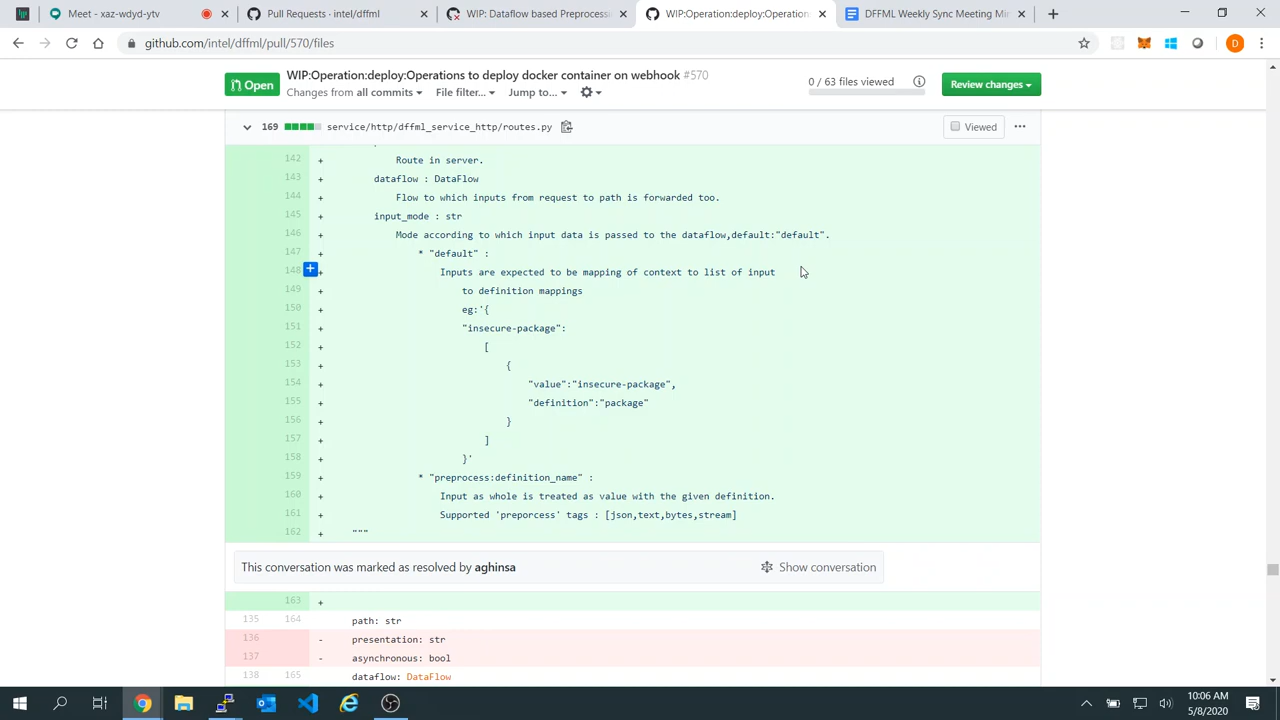 Meet - xaz-wdyd-yty
Pull Requests · intel/dffml
WIP: Dataflow based Preprocessi
WIP:Operation:deploy:Operation
DFFML Weekly Sync Meeting Min
github.com/intel/dffml/pull/570/files
D
Open
WIP:Operation:deploy:Operations to deploy docker container on webhook #570
Changes from all commits
File filter...
Jump to...
0 / 63 files viewed
Review changes
169
service/http/dffml_service_http/routes.py
Viewed
142 + Route in server.
143 + dataflow : DataFlow
144 + Flow to which inputs from request to path is forwarded too.
145 + input_mode : str
146 + Mode according to which input data is passed to the dataflow,default:"default".
147 + * "default" :
148 + Inputs are expected to be mapping of context to list of input
149 + to definition mappings
150 + eg:'{
151 + "insecure-package":
152 + [
153 + {
154 + "value":"insecure-package",
155 + "definition":"package"
156 + }
157 + ]
158 + }'
159 + * "preprocess:definition_name" :
160 + Input as whole is treated as value with the given definition.
161 + Supported 'preporcess' tags : [json,text,bytes,stream]
162 + """
This conversation was marked as resolved by aghinsa
Show conversation
163 +
135 164 path: str
136 - presentation: str
137 - asynchronous: bool
138 165 dataflow: DataFlow
10:06 AM
5/8/2020